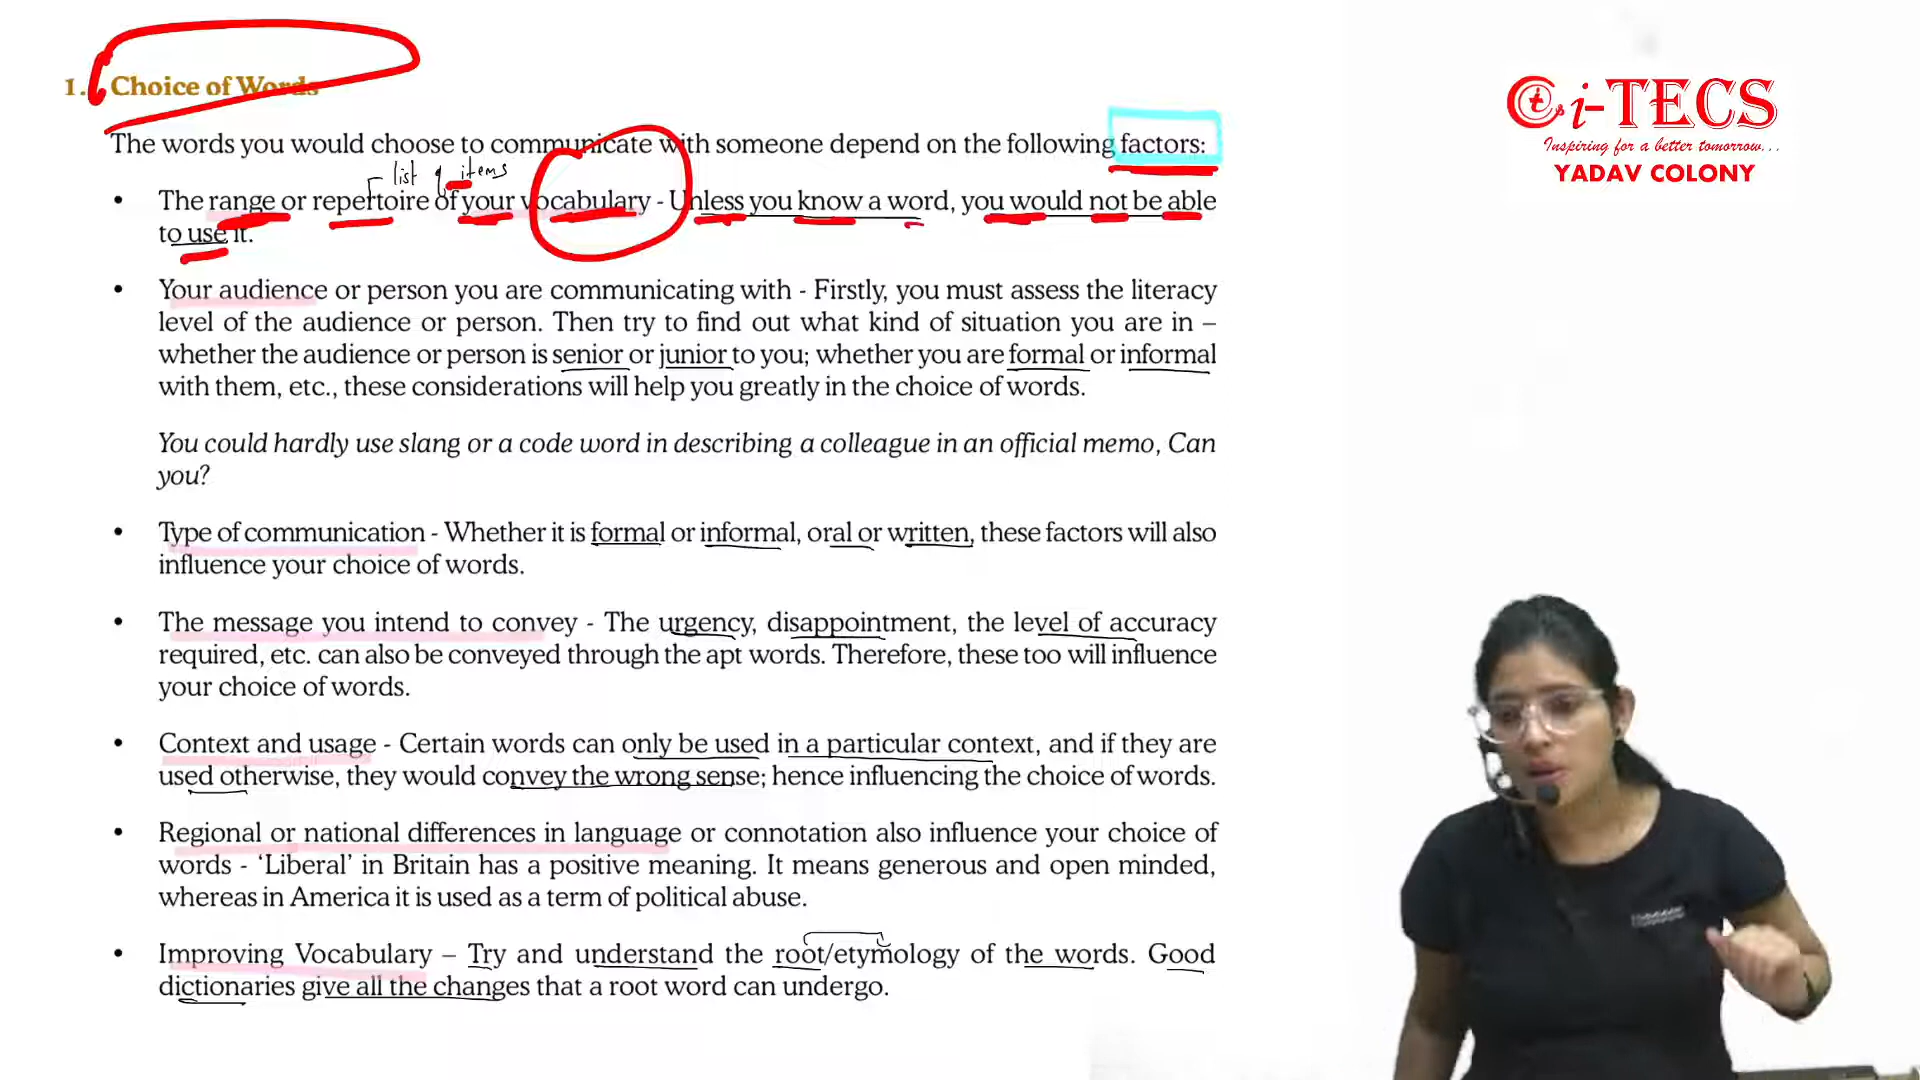 1. Choice of Words
The words you would choose to communicate with someone depend on the following factors:
list of items
• The range or repertoire of your vocabulary - Unless you know a word, you would not be able
to use it.
• Your audience or person you are communicating with - Firstly, you must assess the literacy
level of the audience or person. Then try to find out what kind of situation you are in –
whether the audience or person is senior or junior to you; whether you are formal or informal
with them, etc., these considerations will help you greatly in the choice of words.
You could hardly use slang or a code word in describing a colleague in an official memo, Can
you?
• Type of communication - Whether it is formal or informal, oral or written, these factors will also
influence your choice of words.
• The message you intend to convey - The urgency, disappointment, the level of accuracy
required, etc. can also be conveyed through the apt words. Therefore, these too will influence
your choice of words.
• Context and usage - Certain words can only be used in a particular context, and if they are
used otherwise, they would convey the wrong sense; hence influencing the choice of words.
• Regional or national differences in language or connotation also influence your choice of
words - ‘Liberal’ in Britain has a positive meaning. It means generous and open minded,
whereas in America it is used as a term of political abuse.
• Improving Vocabulary – Try and understand the root/etymology of the words. Good
dictionaries give all the changes that a root word can undergo.
i-TECS
Inspiring for a better tomorrow...
YADAV COLONY